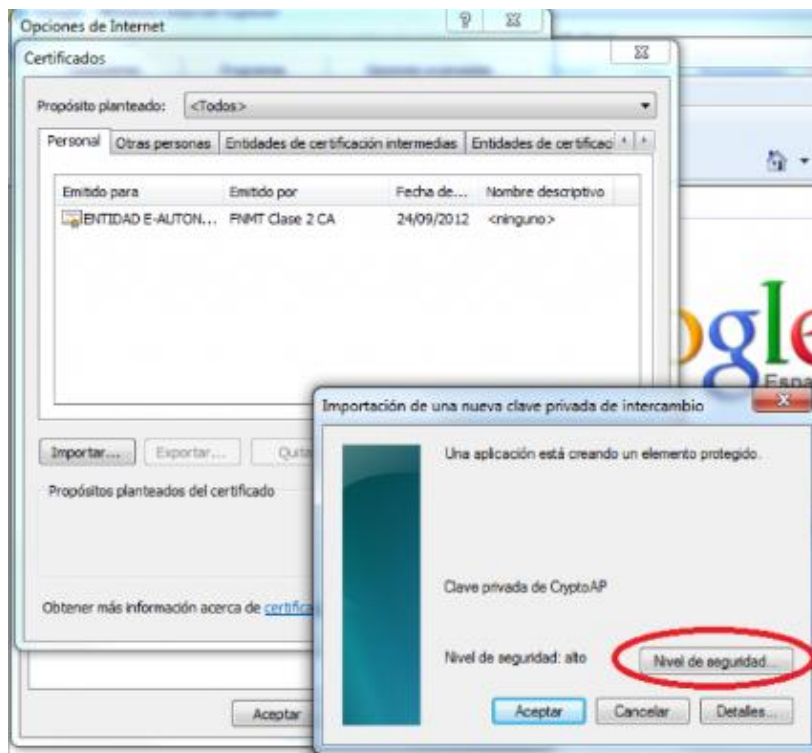 Opciones de Internet
Certificados
Propósito planteado: <Todos>
Personal Otras personas Entidades de certificación intermedias Entidades de certificac
Emitido para Emitido por Fecha de... Nombre descriptivo
ENTIDAD E-AUTON... FNMT Clase 2 CA 24/09/2012 <ninguno>
ogle
Espa
Importar... Exportar... Quita
Propósitos planteados del certificado
Obtener más información acerca de certifica
Aceptar
Importación de una nueva clave privada de intercambio
Una aplicación está creando un elemento protegido.
Clave privada de CryptoAP
Nivel de seguridad: alto Nivel de seguridad...
Aceptar Cancelar Detalles...